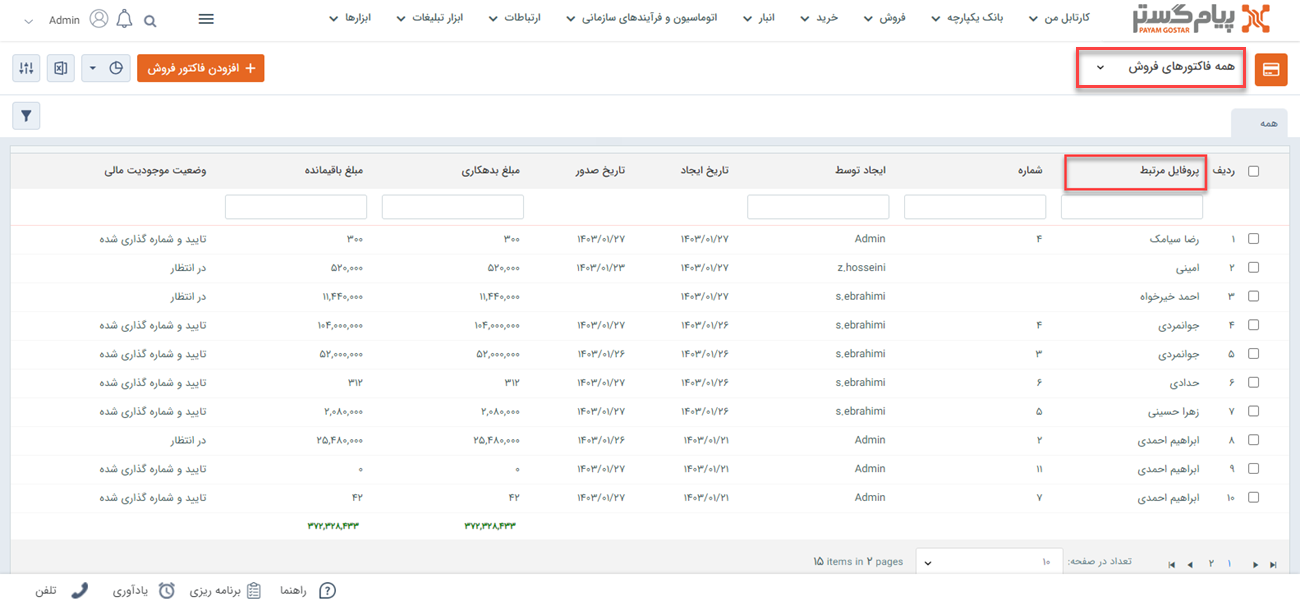 پیام گستر
PAYAM GOSTAR
کارتابل من
بانک یکپارچه
فروش
خرید
انبار
اتوماسیون و فرآیندهای سازمانی
ارتباطات
ابزار تبلیغات
ابزارها
Admin
همه فاکتورهای فروش
+ افزودن فاکتور فروش
همه
ردیف پروفایل مرتبط شماره ایجاد توسط تاریخ ایجاد تاریخ صدور مبلغ بدهکاری مبلغ باقیمانده وضعیت موجودیت مالی
۱ رضا سیامک ۴ Admin ۱۴۰۳/۰۱/۲۷ ۱۴۰۳/۰۱/۲۷ ۳۰۰ ۳۰۰ تایید و شماره گذاری شده
۲ امینی z.hosseini ۱۴۰۳/۰۱/۲۷ ۱۴۰۳/۰۱/۲۳ ۵۲۰,۰۰۰ ۵۲۰,۰۰۰ در انتظار
۳ احمد خیرخواه s.ebrahimi ۱۴۰۳/۰۱/۲۷ ۱۱,۴۴۰,۰۰۰ ۱۱,۴۴۰,۰۰۰ در انتظار
۴ جوانمردی ۴ s.ebrahimi ۱۴۰۳/۰۱/۲۶ ۱۴۰۳/۰۱/۲۷ ۱۰۴,۰۰۰,۰۰۰ ۱۰۴,۰۰۰,۰۰۰ تایید و شماره گذاری شده
۵ جوانمردی ۳ s.ebrahimi ۱۴۰۳/۰۱/۲۶ ۱۴۰۳/۰۱/۲۶ ۵۲,۰۰۰,۰۰۰ ۵۲,۰۰۰,۰۰۰ تایید و شماره گذاری شده
۶ حدادی ۶ s.ebrahimi ۱۴۰۳/۰۱/۲۶ ۱۴۰۳/۰۱/۲۷ ۳۱۲ ۳۱۲ تایید و شماره گذاری شده
۷ زهرا حسینی ۵ s.ebrahimi ۱۴۰۳/۰۱/۲۶ ۱۴۰۳/۰۱/۲۷ ۲,۰۸۰,۰۰۰ ۲,۰۸۰,۰۰۰ تایید و شماره گذاری شده
۸ ابراهیم احمدی ۲ Admin ۱۴۰۳/۰۱/۲۱ ۱۴۰۳/۰۱/۲۶ ۲۵,۴۸۰,۰۰۰ ۲۵,۴۸۰,۰۰۰ در انتظار
۹ ابراهیم احمدی ۱۱ Admin ۱۴۰۳/۰۱/۲۱ ۱۴۰۳/۰۱/۲۷ ۰ ۰ تایید و شماره گذاری شده
۱۰ ابراهیم احمدی ۷ Admin ۱۴۰۳/۰۱/۲۱ ۱۴۰۳/۰۱/۲۷ ۴۲ ۴۲ تایید و شماره گذاری شده
۳۷۲,۳۲۸,۴۳۳ ۳۷۲,۳۲۸,۴۳۳
۱ ۲ تعداد در صفحه: ۱۰ ۱۵ items in ۲ pages
راهنما
برنامه ریزی
یادآوری
تلفن